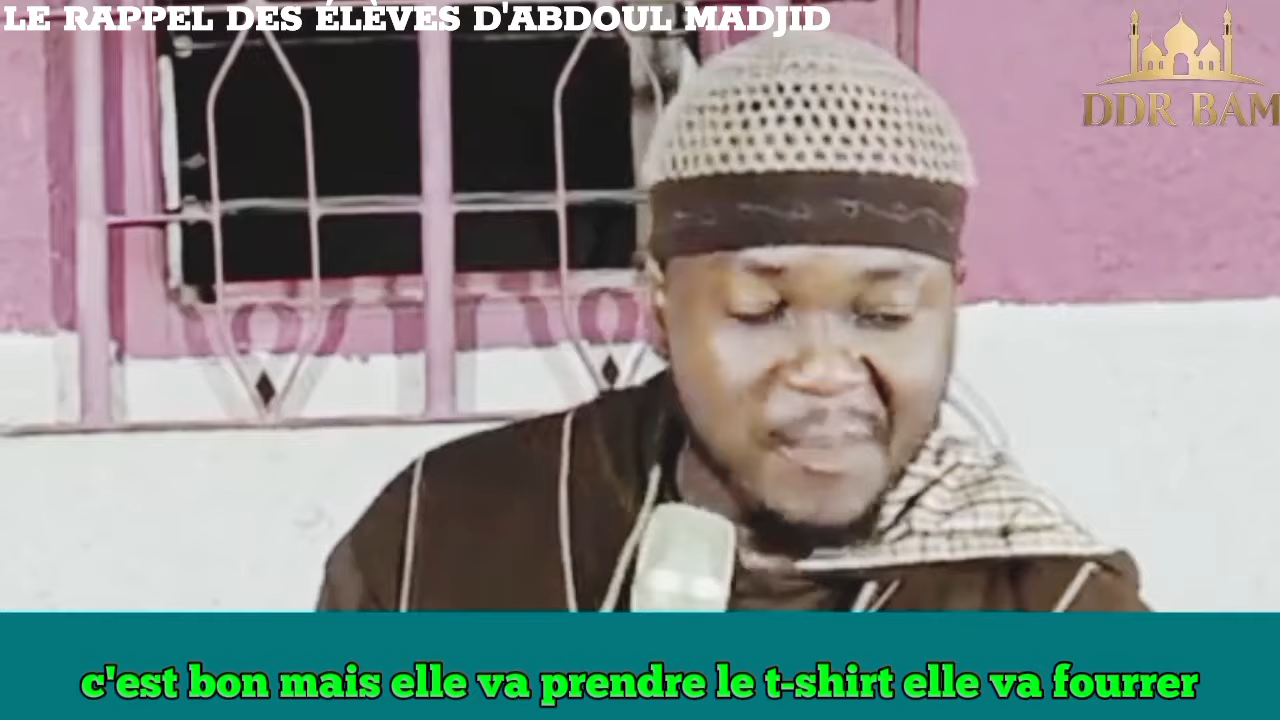 LE RAPPEL DES ÉLÈVES D'ABDOUL MADJID
DDR BAM
c'est bon mais elle va prendre le t-shirt elle va fourrer